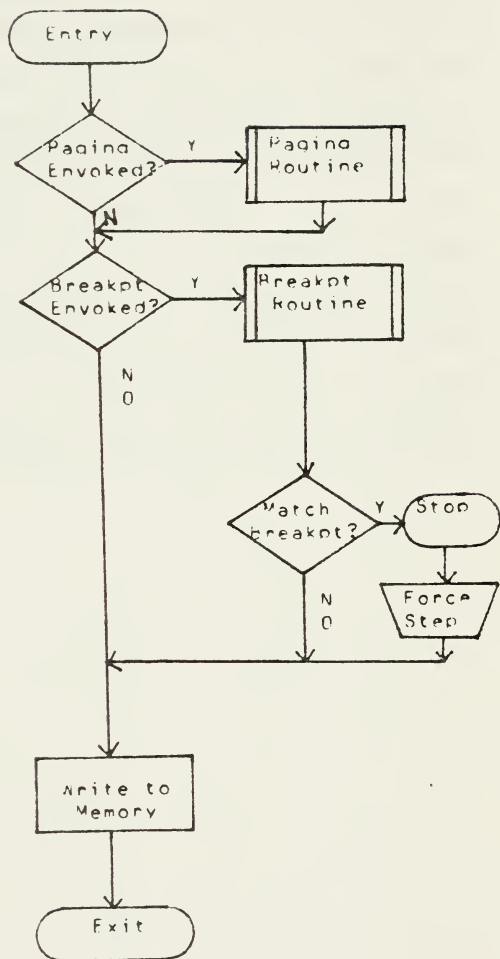 Entry
Paging
Envoked?
Y
Paging
Routine
N
Breakpt
Envoked?
Y
Breakpt
Routine
N
O
Match
Breakpt?
Y
Stop
N
O
Force
Step
Write to
Memory
Exit